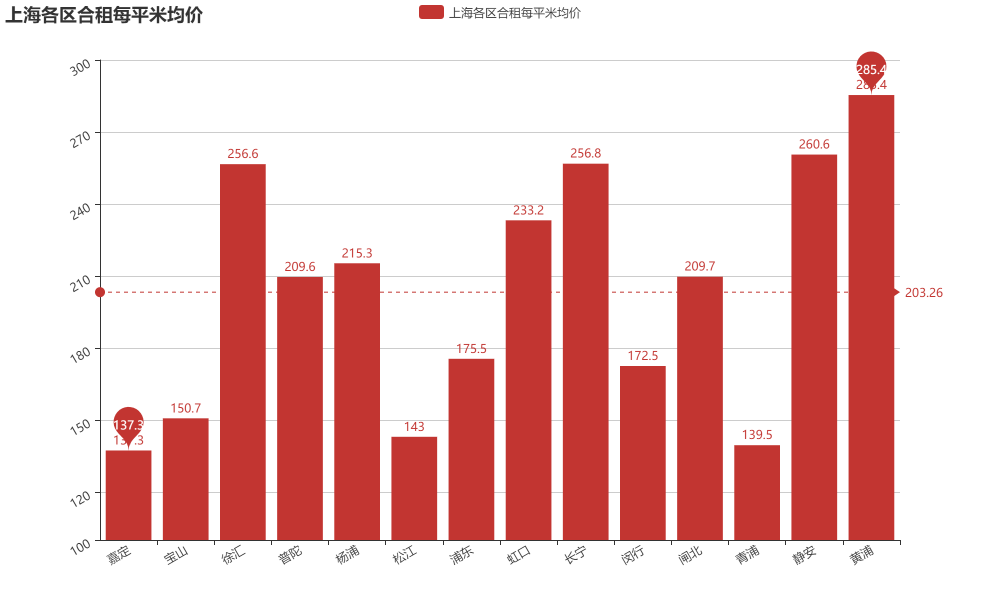 上海各区合租每平米均价
上海各区合租每平米均价
300
270
240
210
180
150
120
100
137.3
137.3
150.7
256.6
209.6
215.3
143
175.5
233.2
256.8
172.5
209.7
139.5
260.6
285.4
285.4
203.26
嘉定
宝山
徐汇
普陀
杨浦
松江
浦东
虹口
长宁
闵行
闸北
青浦
静安
黄浦